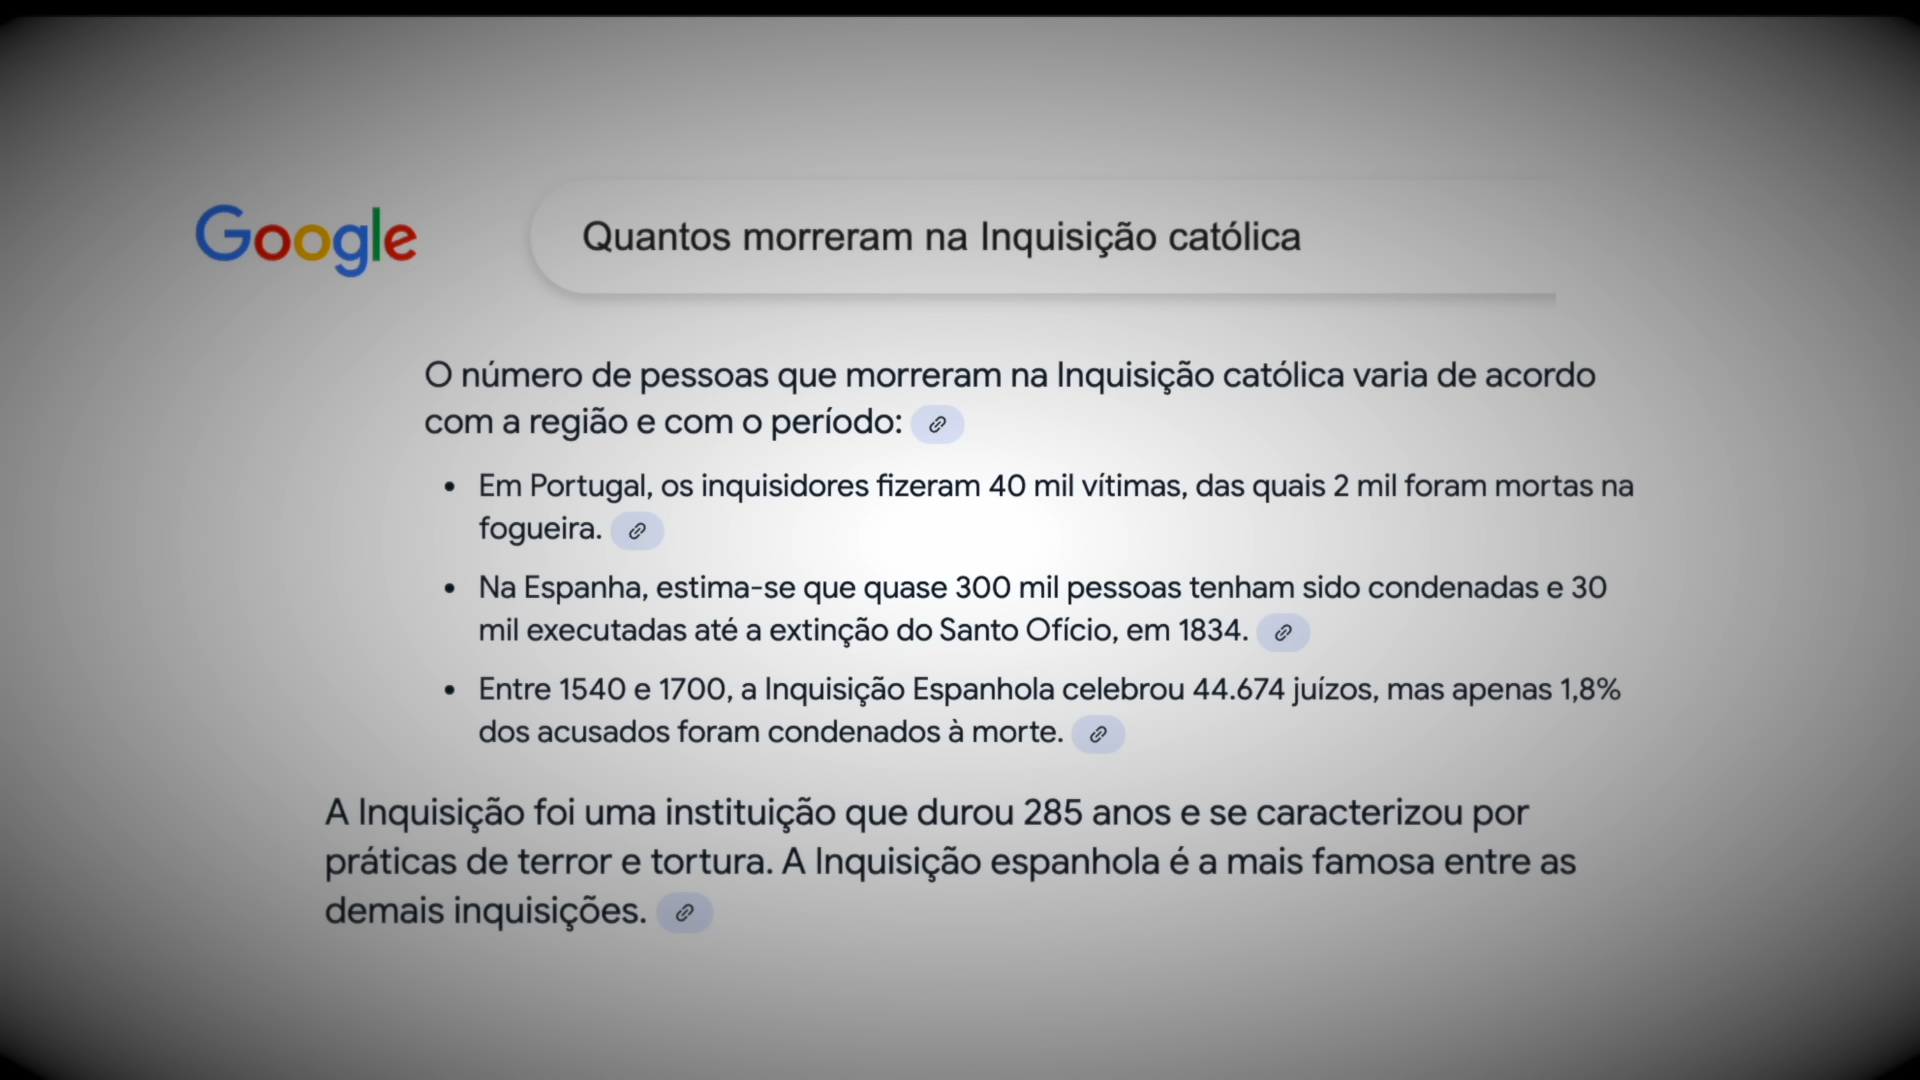 Google
Quantos morreram na Inquisição católica
O número de pessoas que morreram na Inquisição católica varia de acordo
com a região e com o período:
• Em Portugal, os inquisidores fizeram 40 mil vítimas, das quais 2 mil foram mortas na
fogueira.
• Na Espanha, estima-se que quase 300 mil pessoas tenham sido condenadas e 30
mil executadas até a extinção do Santo Ofício, em 1834.
• Entre 1540 e 1700, a Inquisição Espanhola celebrou 44.674 juízos, mas apenas 1,8%
dos acusados foram condenados à morte.
A Inquisição foi uma instituição que durou 285 anos e se caracterizou por
práticas de terror e tortura. A Inquisição espanhola é a mais famosa entre as
demais inquisições.